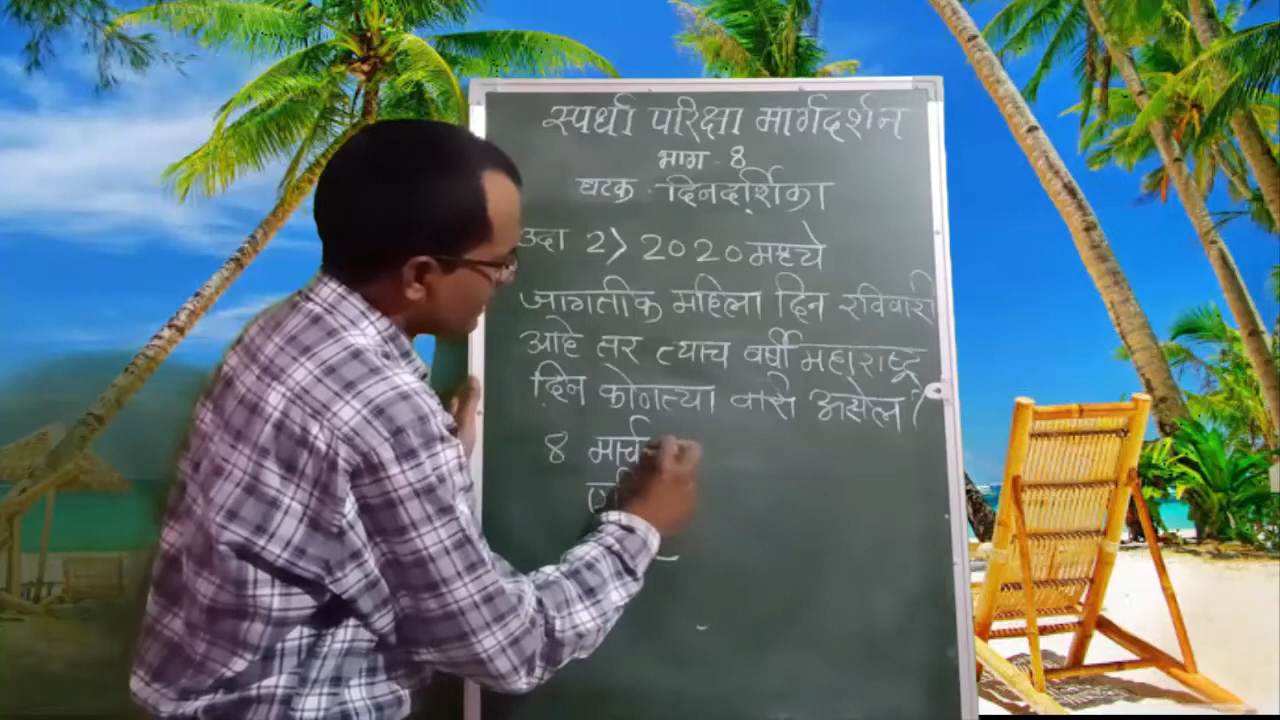 स्पर्धा परिक्षा मार्गदर्शन
भाग - 8
घटक - दिनदर्शिका
उदा 2) 2020 मध्ये
जागतीक महिला दिन रविवारी
आहे तर त्याच वर्षी महाराष्ट्र
दिन कोणत्या वारी असेल?
8 मार्च